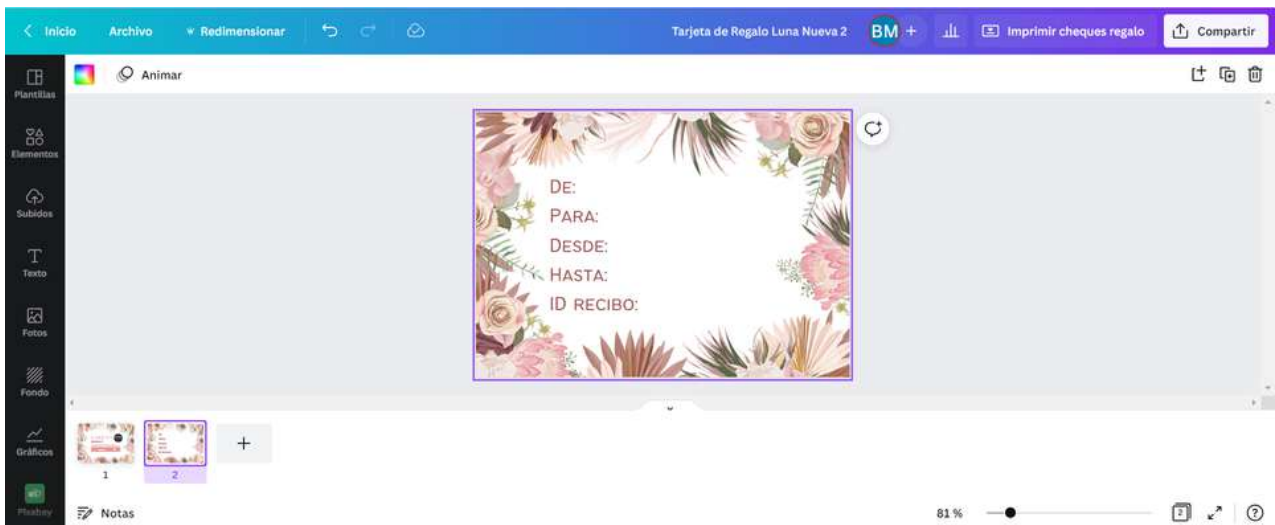 Inicio Archivo Redimensionar Tarjeta de Regalo Luna Nueva 2 BM + Imprimir cheques regalo Compartir
Animar
Plantillas
Elementos
Subidos
Texto
Fotos
Fondo
Gráficos
Pixabay
DE:
PARA:
DESDE:
HASTA:
ID RECIBO:
1 2
Notas
81 %
2